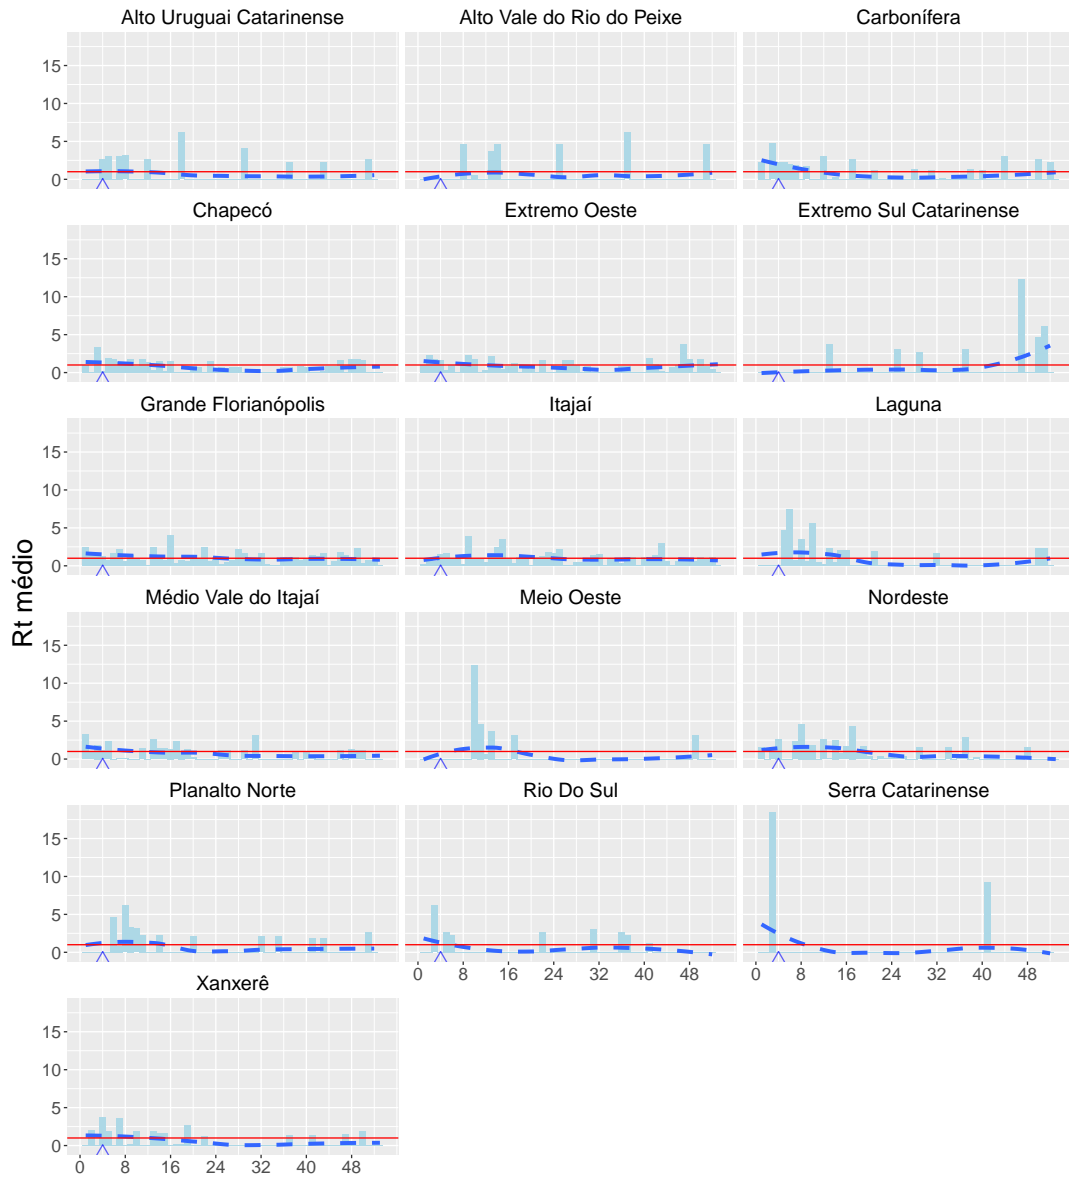 Alto Uruguai Catarinense Alto Vale do Rio do Peixe Carbonífera
15
10
5
0
Chapecó Extremo Oeste Extremo Sul Catarinense
15
10
5
0
Grande Florianópolis Itajaí Laguna
15
10
5
0
Rt médio
Médio Vale do Itajaí Meio Oeste Nordeste
15
10
5
0
Planalto Norte Rio Do Sul Serra Catarinense
15
10
5
0
0 8 16 24 32 40 48 0 8 16 24 32 40 48
Xanxerê
15
10
5
0
0 8 16 24 32 40 48